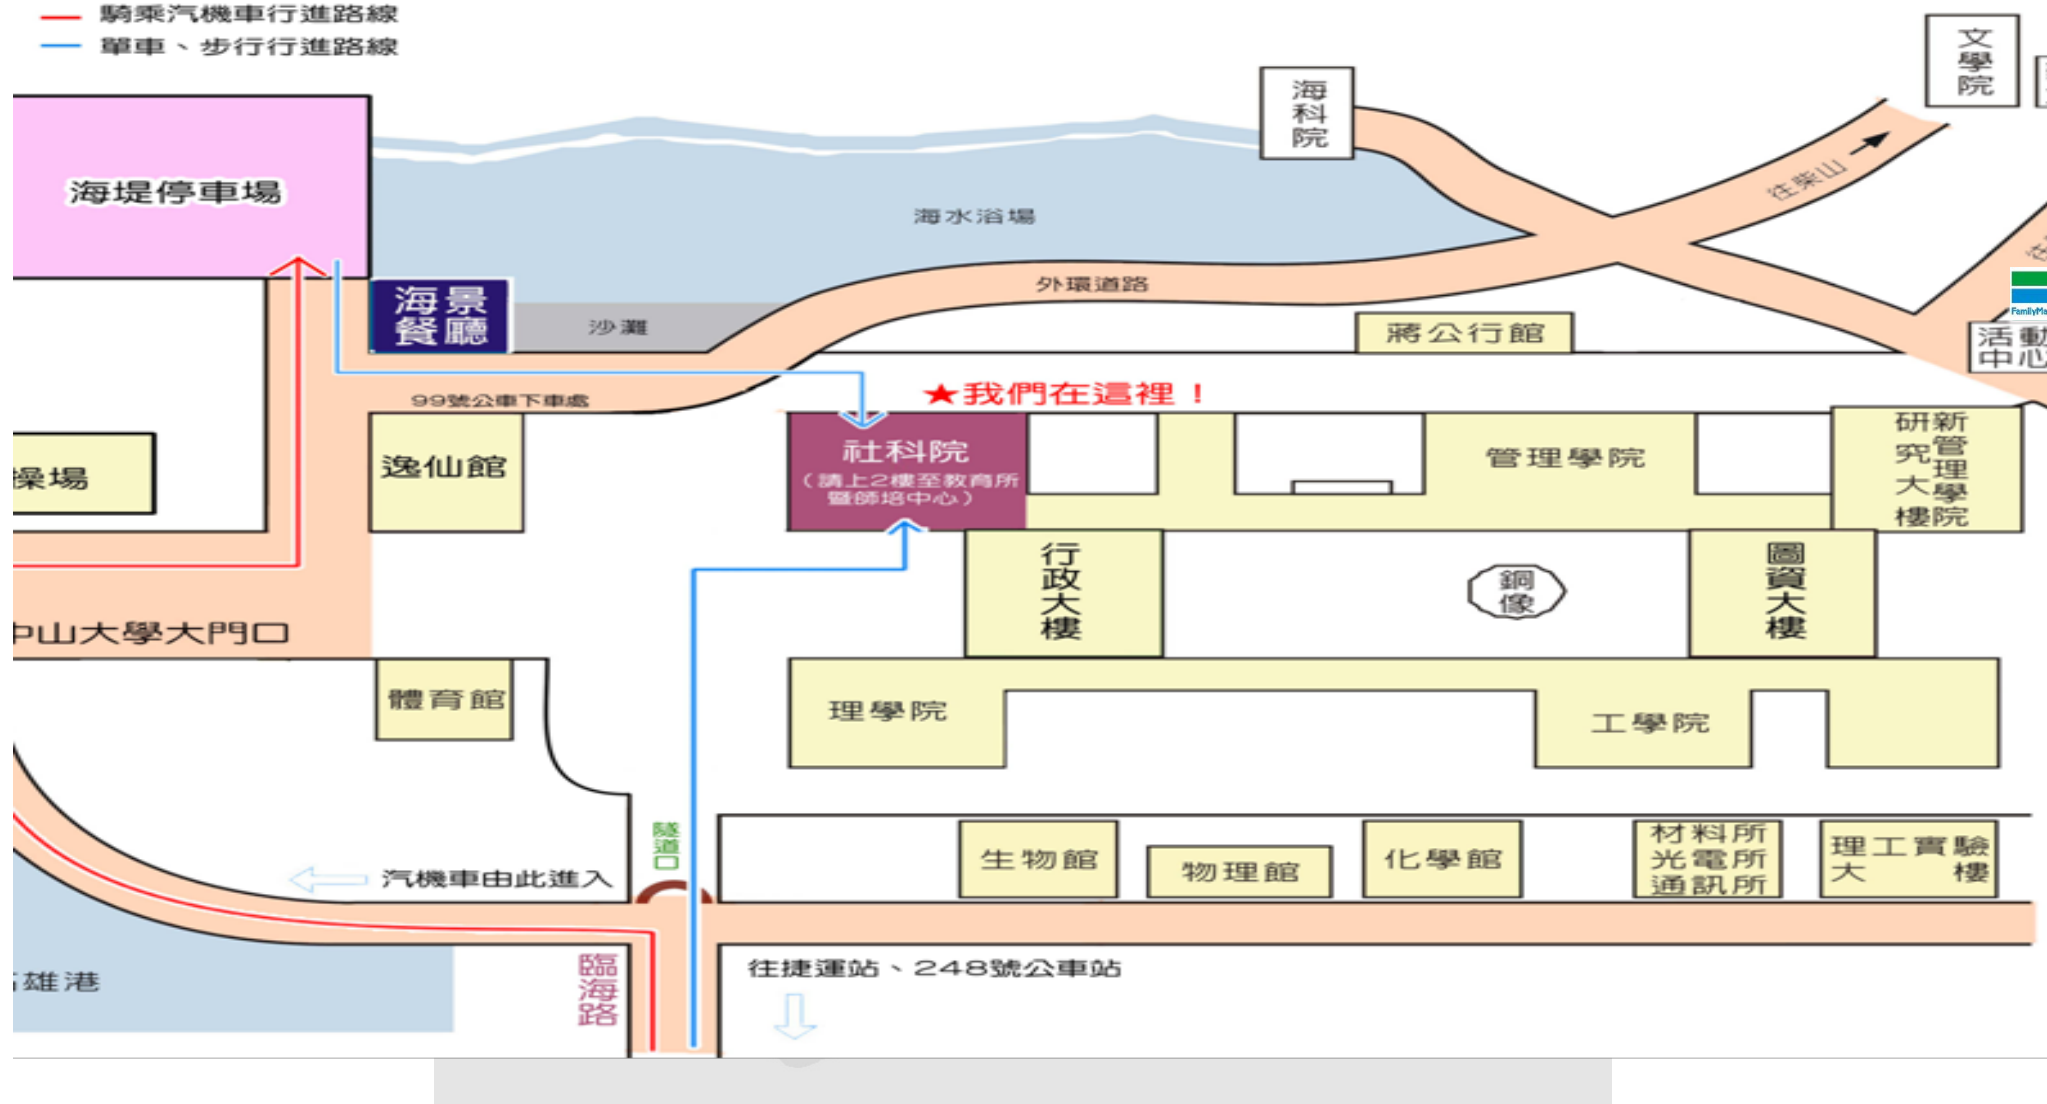 騎乘汽機車行進路線
單車、步行行進路線
文學院
海科院
海堤停車場
往柴山
海水浴場
外環道路
海景
餐廳
沙灘
蔣公行館
FamilyMa
活動
中心
99號公車下車處
★我們在這裡！
逸仙館
社科院
（請上2樓至教育所
暨師培中心）
管理學院
新管理學院
研究大樓
操場
行政大樓
銅像
圖資大樓
中山大學大門口
體育館
理學院
工學院
隧道口
汽機車由此進入
生物館
物理館
化學館
材料所
光電所
通訊所
理工實驗
大樓
雄港
臨海路
往捷運站、248號公車站